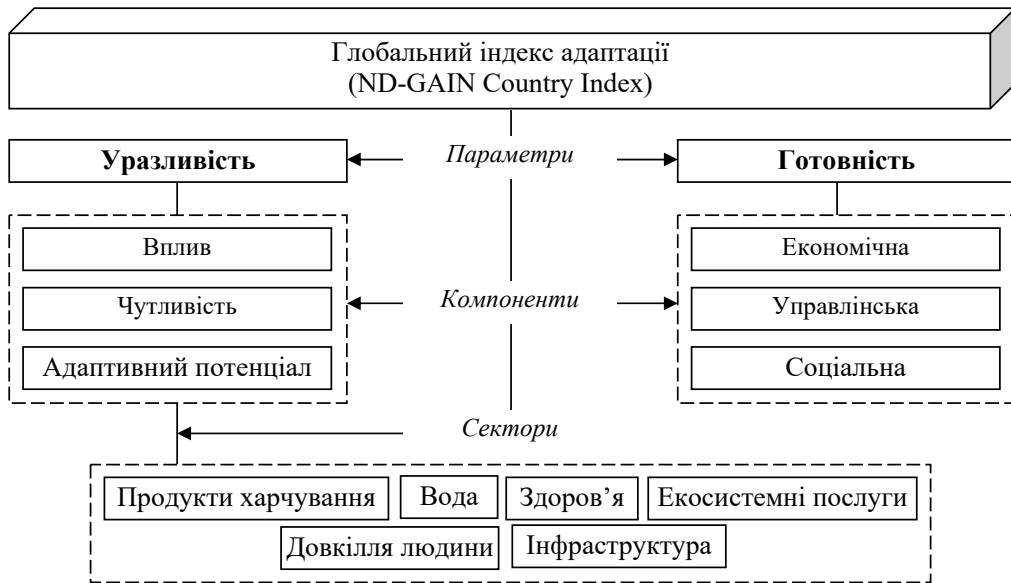 Глобальний індекс адаптації
(ND-GAIN Country Index)
Уразливість
Параметри
Готовність
Вплив
Економічна
Чутливість
Компоненти
Управлінська
Адаптивний потенціал
Соціальна
Сектори
Продукти харчування
Вода
Здоров’я
Екосистемні послуги
Довкілля людини
Інфраструктура